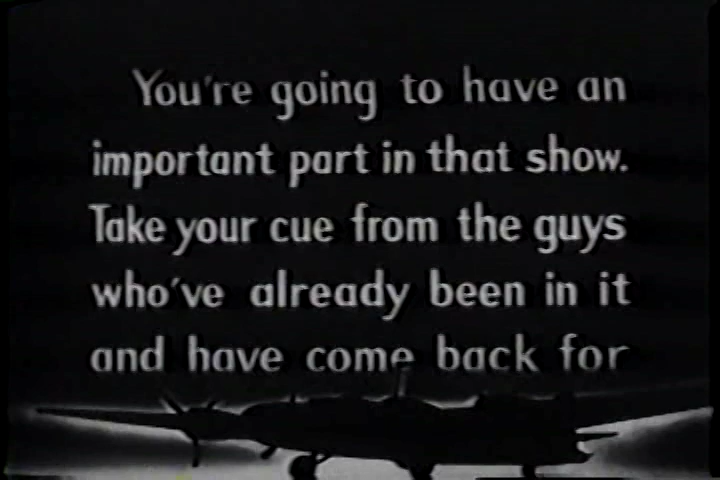 You're going to have an
important part in that show.
Take your cue from the guys
who've already been in it
and have come back for